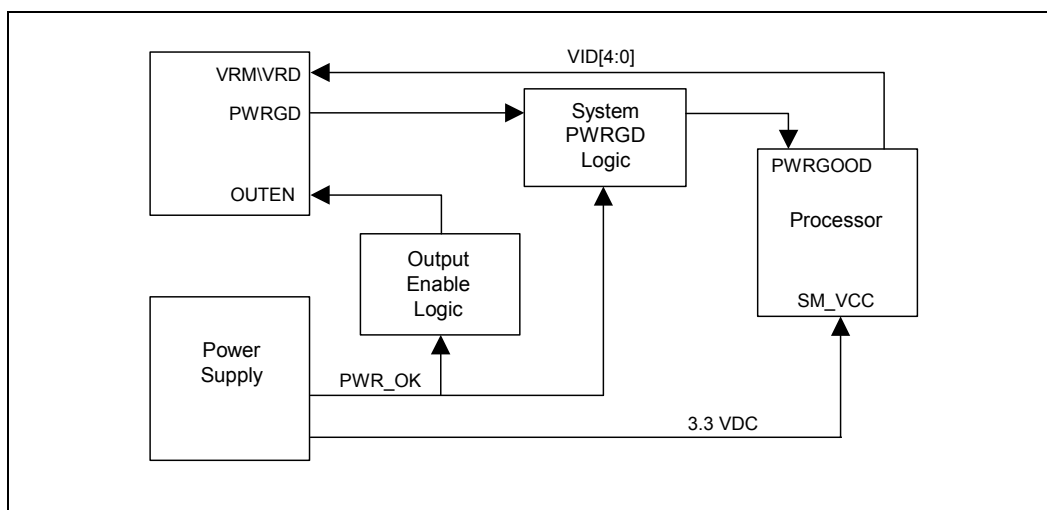 VID[4:0]
VRM\VRD
PWRGD
OUTEN
System
PWRGD
Logic
PWRGOOD
Processor
SM_VCC
Output
Enable
Logic
Power
Supply
PWR_OK
3.3 VDC